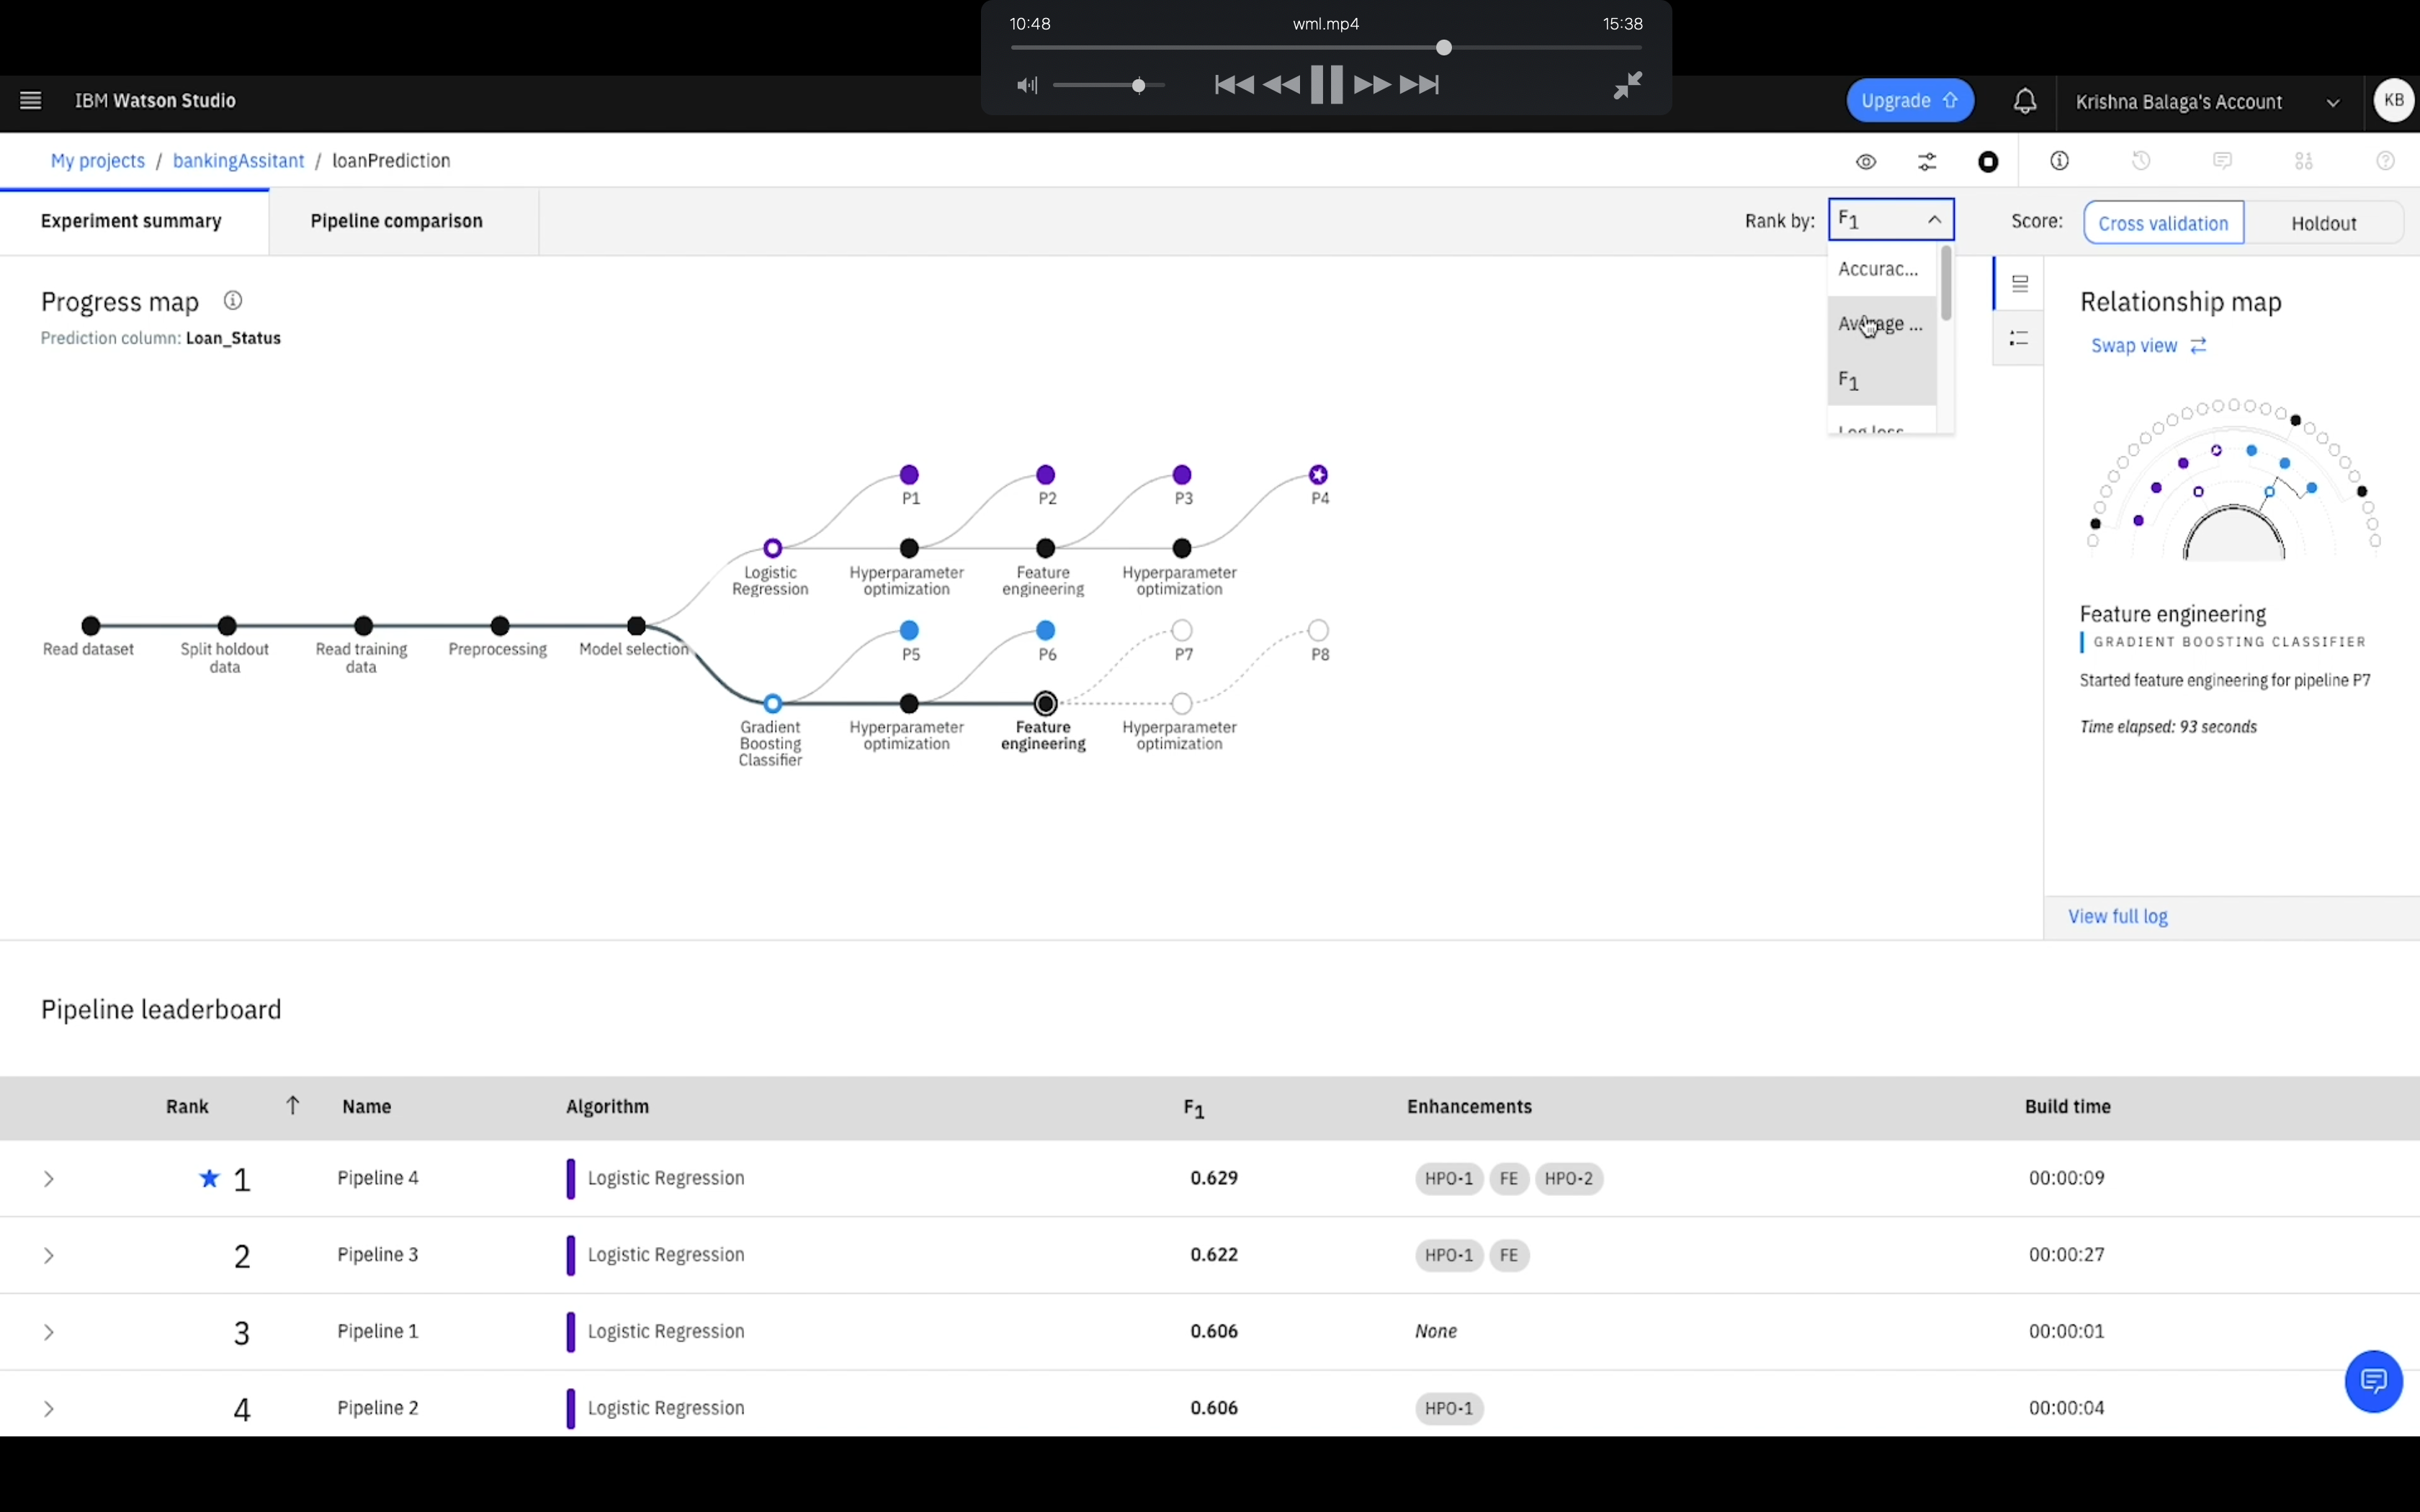 10:48 wml.mp4 15:38
IBM Watson Studio
Upgrade
Krishna Balaga's Account
KB
My projects / bankingAssitant / loanPrediction
Experiment summary
Pipeline comparison
Rank by: F1
Score: Cross validation Holdout
Accurac...
Average ...
F1
Log loss
Progress map
Prediction column: Loan_Status
Relationship map
Swap view
P1 P2 P3 P4
Logistic
Regression
Hyperparameter
optimization
Feature
engineering
Hyperparameter
optimization
Read dataset
Split holdout
data
Read training
data
Preprocessing
Model selection
P5 P6 P7 P8
Gradient
Boosting
Classifier
Hyperparameter
optimization
Feature
engineering
Hyperparameter
optimization
Feature engineering
GRADIENT BOOSTING CLASSIFIER
Started feature engineering for pipeline P7
Time elapsed: 93 seconds
View full log
Pipeline leaderboard
Rank Name Algorithm F1 Enhancements Build time
1 Pipeline 4 Logistic Regression 0.629 HPO-1 FE HPO-2 00:00:09
2 Pipeline 3 Logistic Regression 0.622 HPO-1 FE 00:00:27
3 Pipeline 1 Logistic Regression 0.606 None 00:00:01
4 Pipeline 2 Logistic Regression 0.606 HPO-1 00:00:04